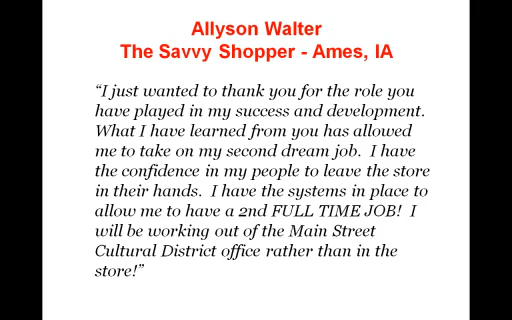 Allyson Walter
The Savvy Shopper - Ames, IA
“I just wanted to thank you for the role you
have played in my success and development.
What I have learned from you has allowed
me to take on my second dream job.  I have
the confidence in my people to leave the store
in their hands.  I have the systems in place to
allow me to have a 2nd FULL TIME JOB!  I
will be working out of the Main Street
Cultural District office rather than in the
store!”